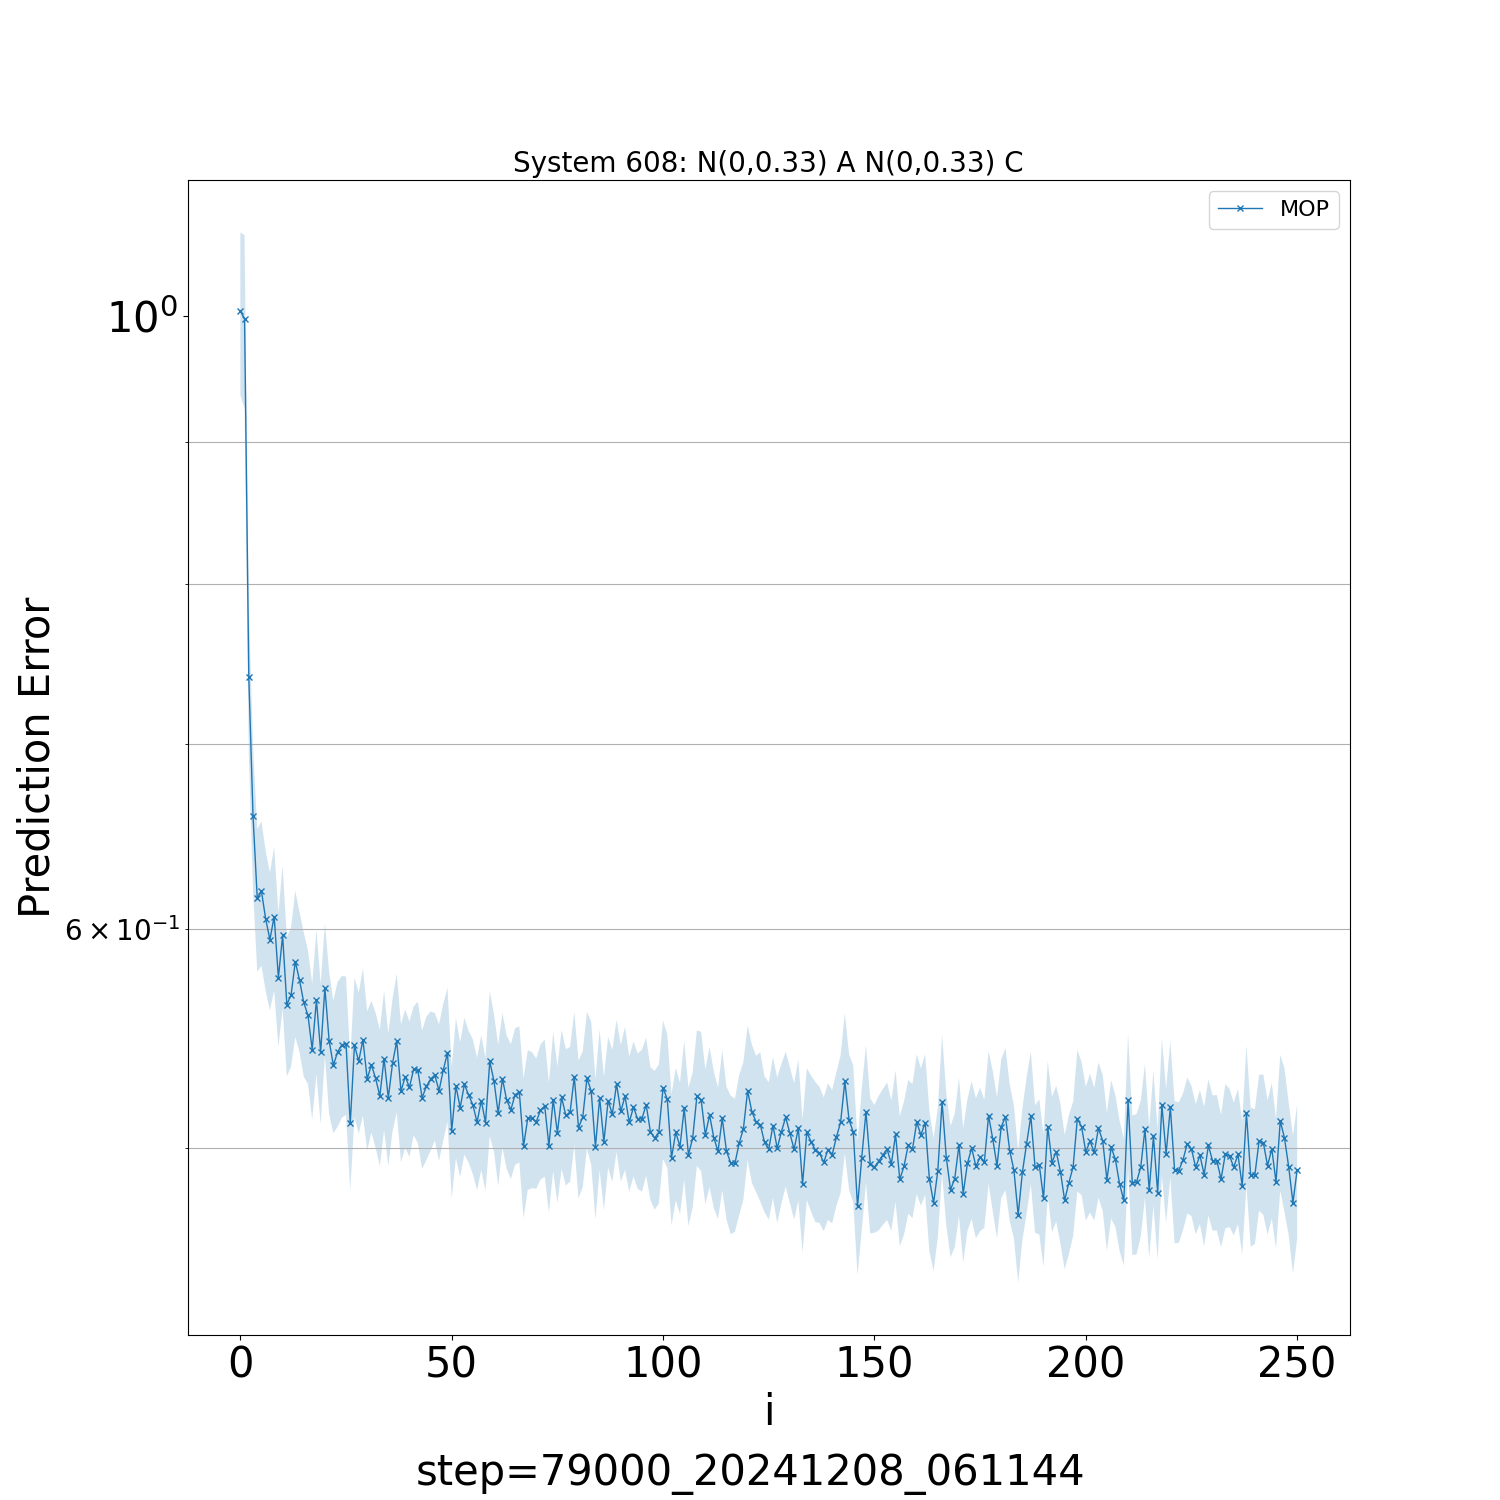 System 608: N(0,0.33) A N(0,0.33) C
MOP
10⁰
6 × 10⁻¹
Prediction Error
0 50 100 150 200 250
i
step=79000_20241208_061144